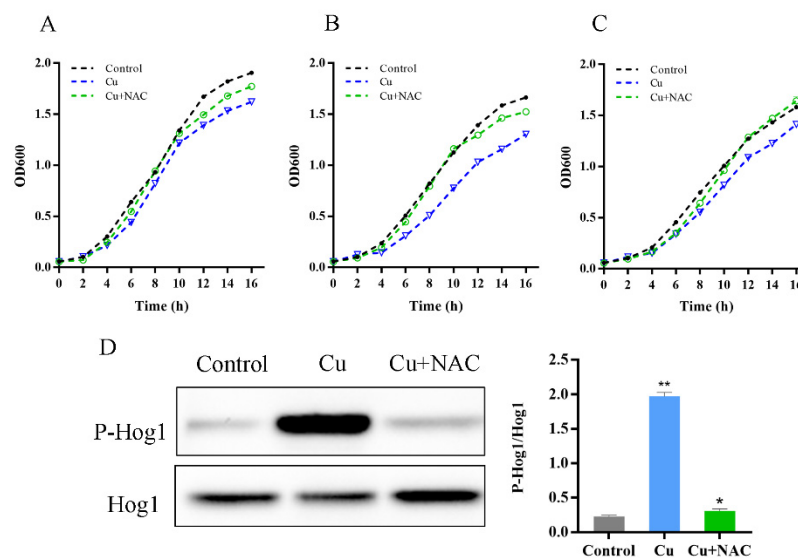 A
OD600
2.0
1.5
1.0
0.5
0.0
Control
Cu
Cu+NAC
0 2 4 6 8 10 12 14 16
Time (h)
B
OD600
2.0
1.5
1.0
0.5
0.0
Control
Cu
Cu+NAC
0 2 4 6 8 10 12 14 16
Time (h)
C
OD600
2.0
1.5
1.0
0.5
0.0
Control
Cu
Cu+NAC
0 2 4 6 8 10 12 14 16
Time (h)
D
Control Cu Cu+NAC
P-Hog1
Hog1
P-Hog1/Hog1
2.5
2.0
1.5
1.0
0.5
0.0
**
*
Control Cu Cu+NAC